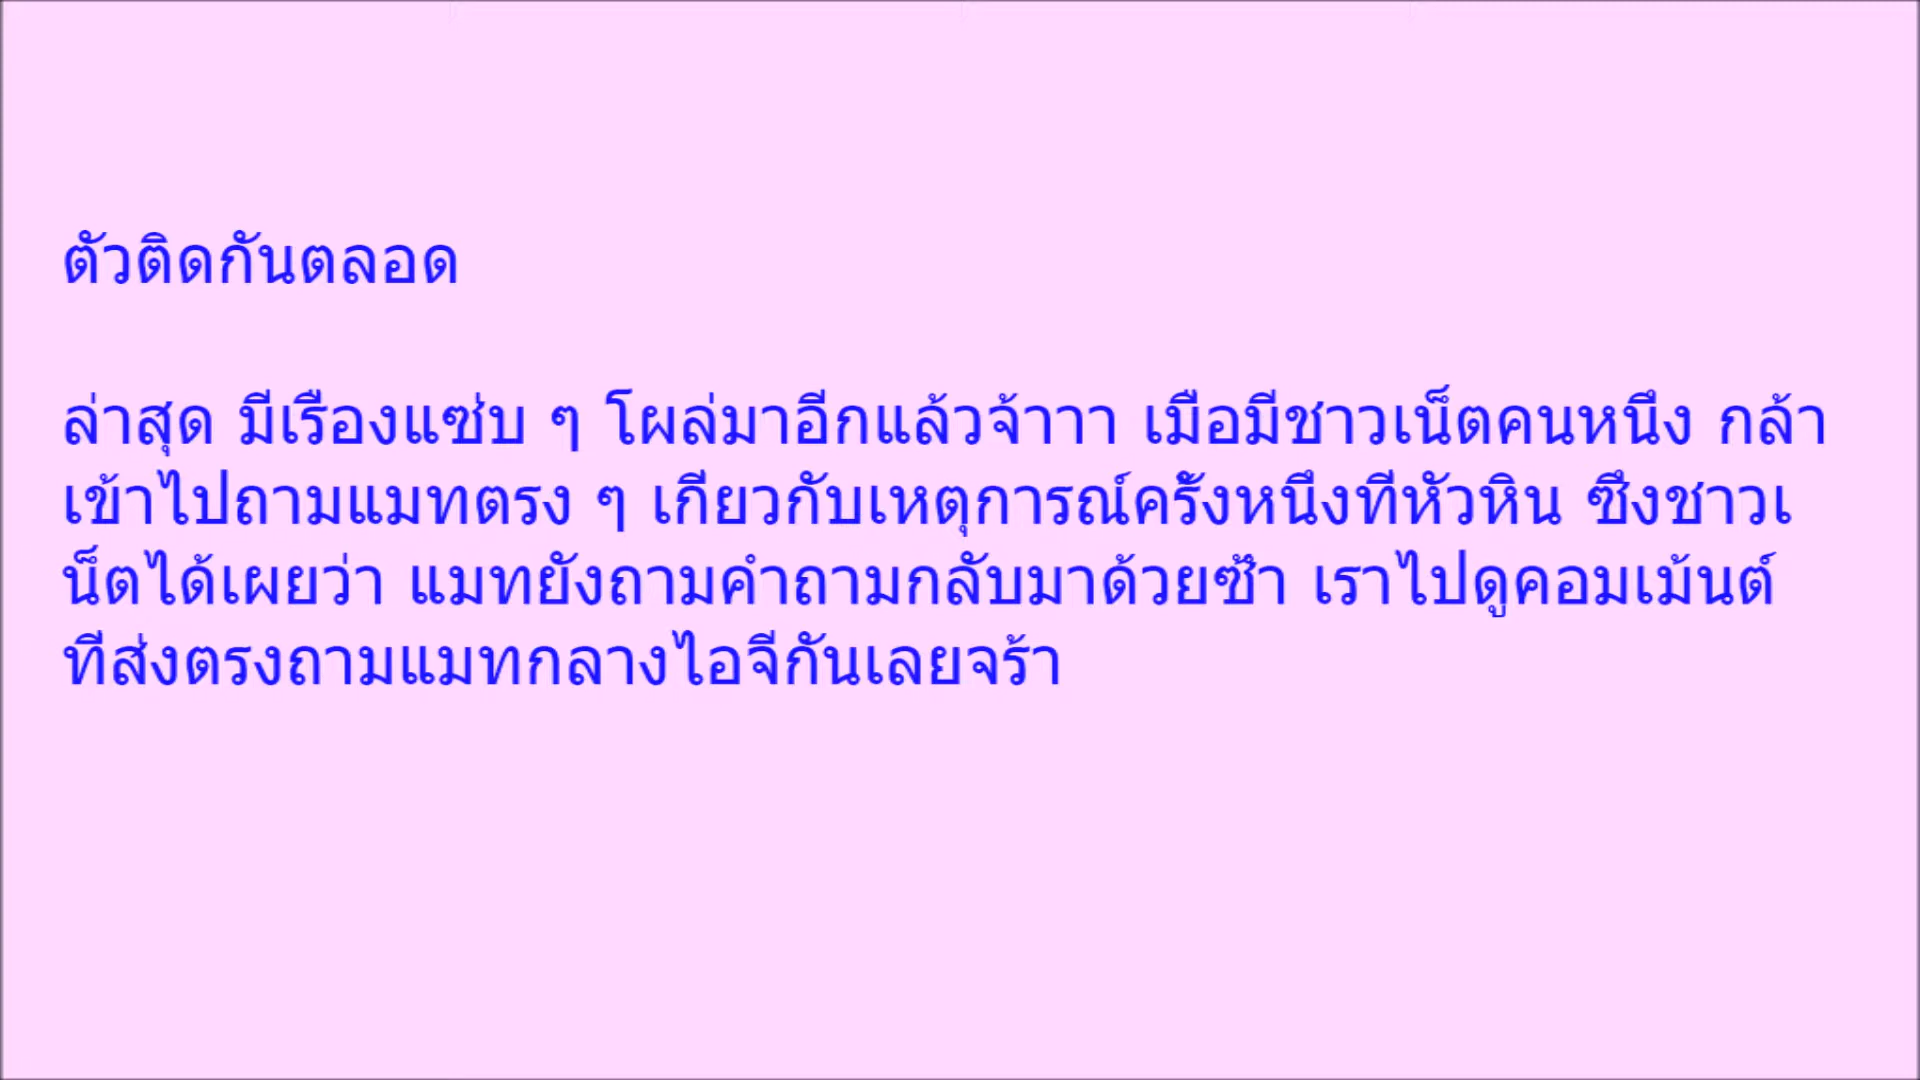 ตัวติดกันตลอด
ล่าสุด มีเรื่องแซ่บ ๆ โผล่มาอีกแล้วจ้าาา เมื่อมีชาวเน็ตคนหนึ่ง กล้า
เข้าไปถามแมทตรง ๆ เกี่ยวกับเหตุการณ์ครั้งหนึ่งที่หัวหิน ซึ่งชาวเ
น็ตได้เผยว่า แมทยังถามคำถามกลับมาด้วยซ้ำ เราไปดูคอมเม้นต์
ที่ส่งตรงถามแมทกลางไอจีกันเลยจร้า